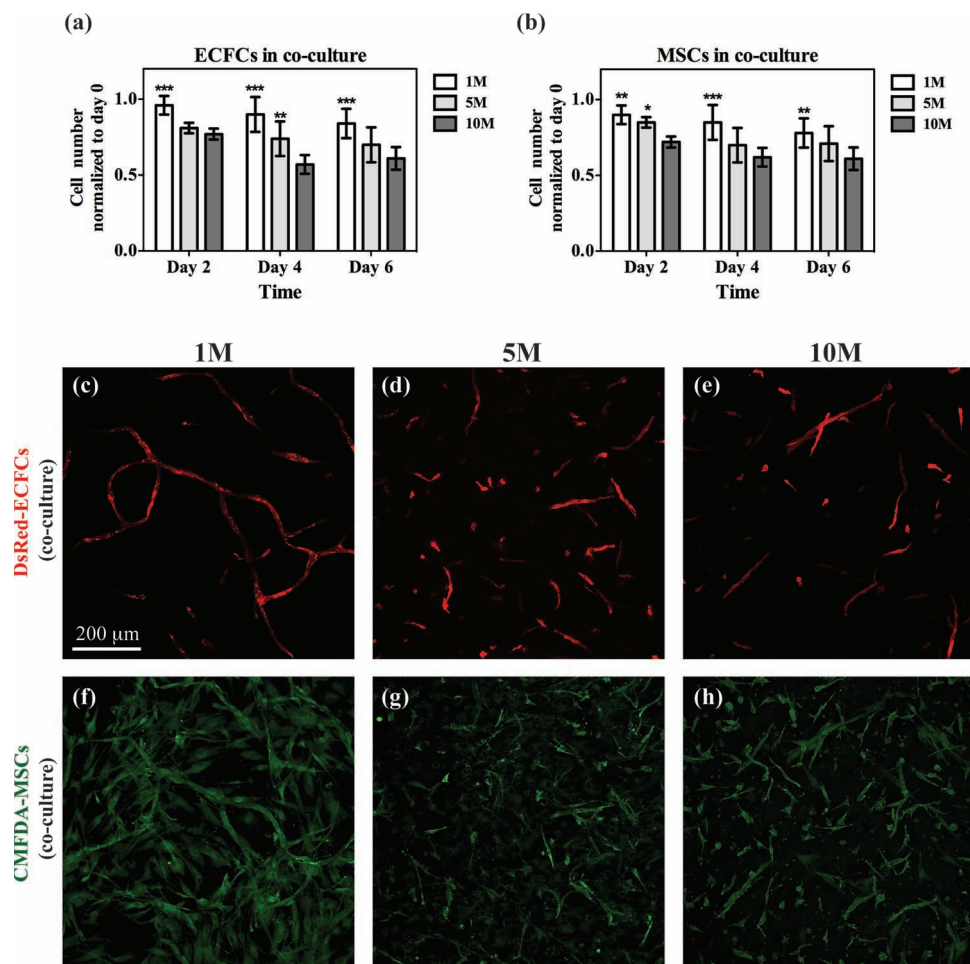 (a)
ECFCs in co-culture
Cell number
normalized to day 0
1.0
0.5
0.0
***
***
**
***
1M
5M
10M
Day 2
Day 4
Day 6
Time
(b)
MSCs in co-culture
Cell number
normalized to day 0
1.0
0.5
0.0
**
*
***
**
1M
5M
10M
Day 2
Day 4
Day 6
Time
1M
5M
10M
DsRed-ECFCs
(co-culture)
(c)
200 µm
(d)
(e)
CMFDA-MSCs
(co-culture)
(f)
(g)
(h)